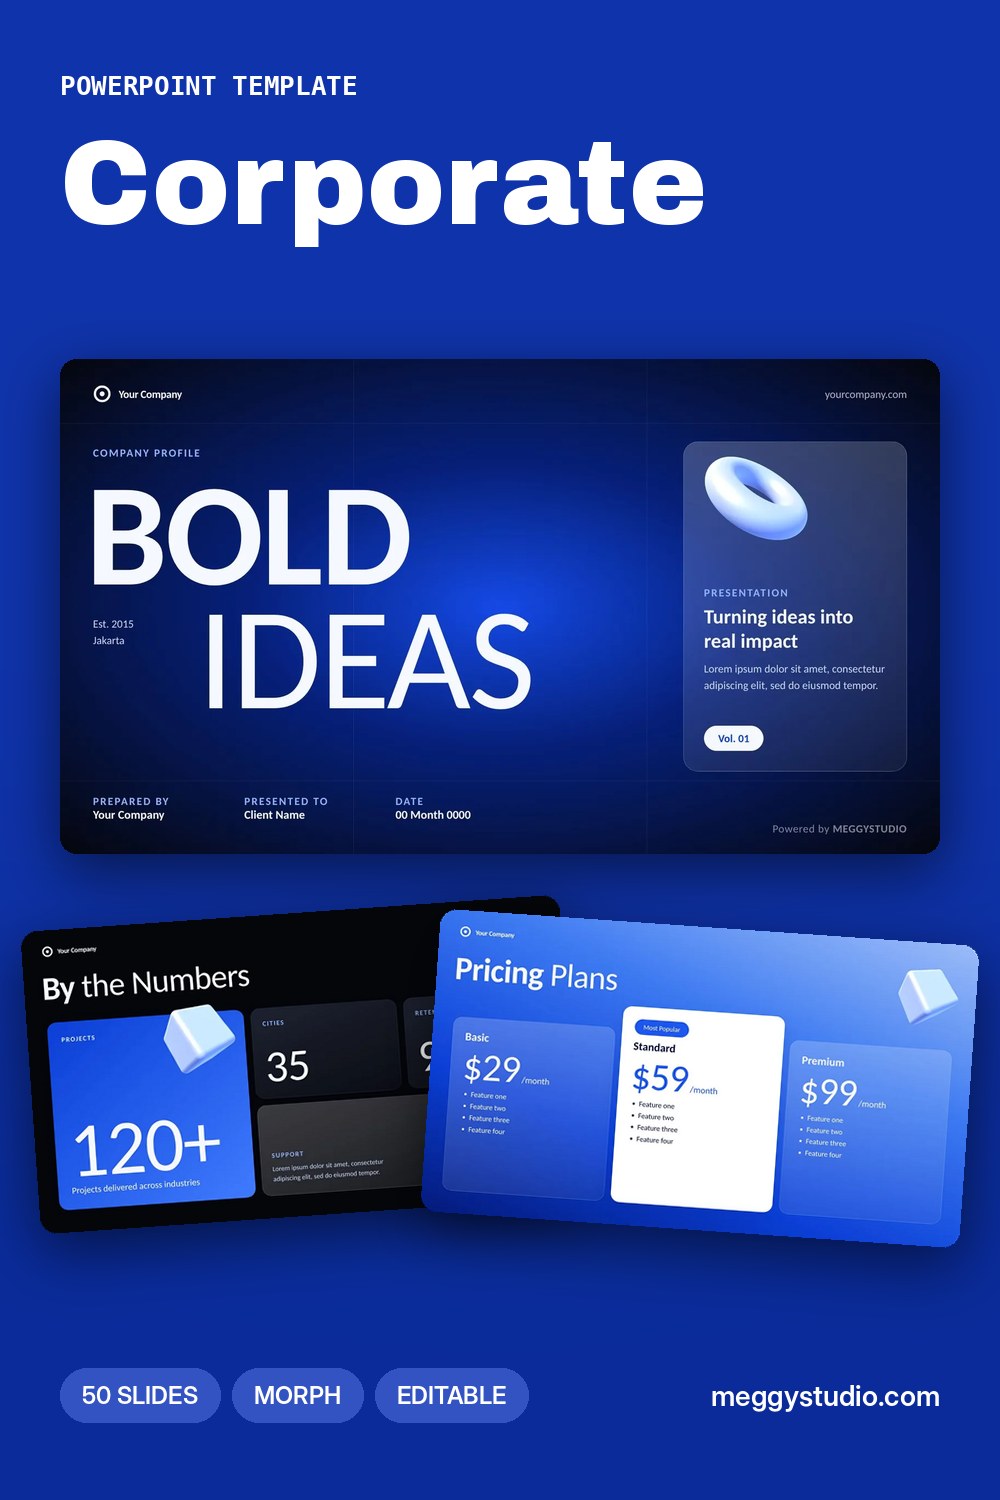 POWERPOINT TEMPLATE
Corporate
Your Company
yourcompany.com
COMPANY PROFILE
BOLD
IDEAS
Est. 2015
Jakarta
PRESENTATION
Turning ideas into
real impact
Lorem ipsum dolor sit amet, consectetur
adipiscing elit, sed do eiusmod tempor.
Vol. 01
PREPARED BY
Your Company
PRESENTED TO
Client Name
DATE
00 Month 0000
Powered by MEGGYSTUDIO
Your Company
By the Numbers
PROJECTS
120+
Projects delivered across industries
CITIES
35
SUPPORT
Lorem ipsum dolor sit amet, consectetur
adipiscing elit, sed do eiusmod tempor.
Your Company
Pricing Plans
Basic
$29/month
• Feature one
• Feature two
• Feature three
• Feature four
Most Popular
Standard
$59/month
• Feature one
• Feature two
• Feature three
• Feature four
Premium
$99/month
• Feature one
• Feature two
• Feature three
• Feature four
50 SLIDES
MORPH
EDITABLE
meggystudio.com